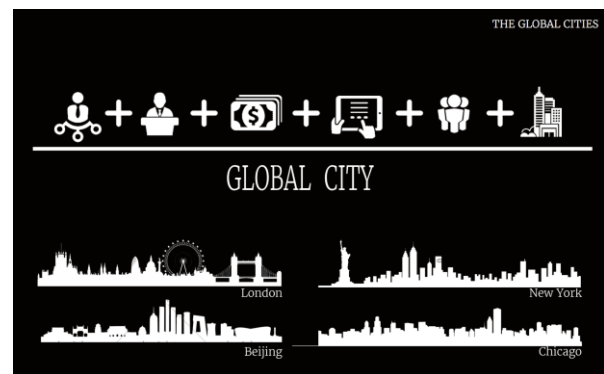 THE GLOBAL CITIES
GLOBAL CITY
London
New York
Beijing
Chicago